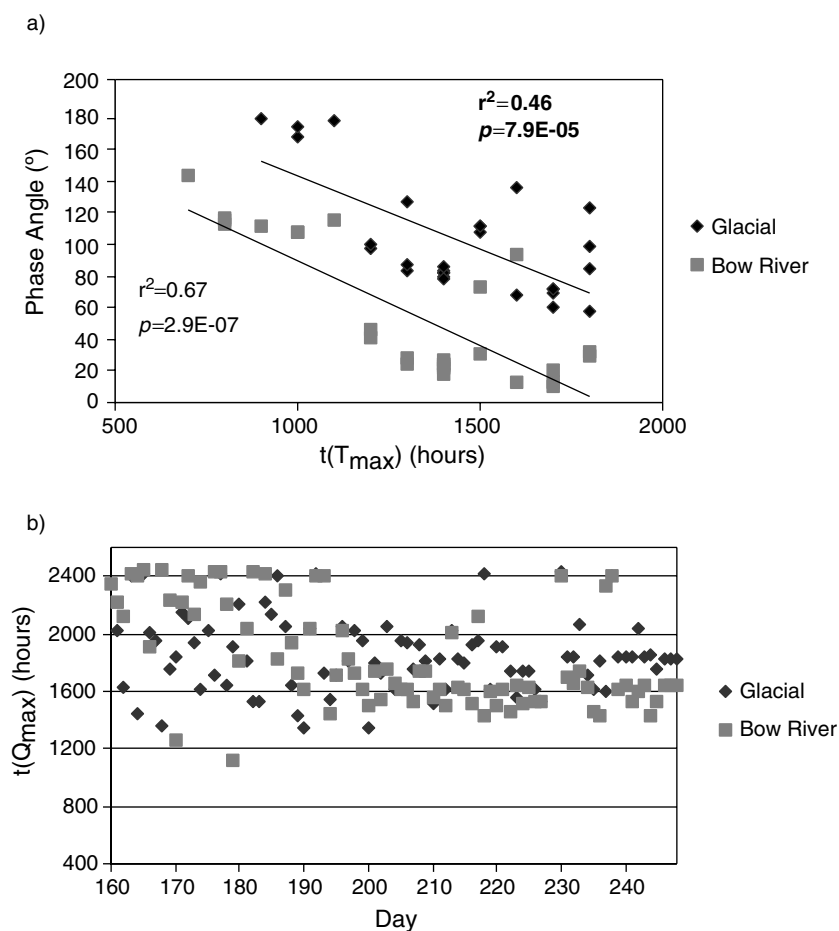 a)
200
180
160
140
120
100
80
60
40
20
0
Phase Angle (°)
r²=0.46
p=7.9E-05
r²=0.67
p=2.9E-07
Glacial
Bow River
500 1000 1500 2000
t(Tmax) (hours)
b)
2400
2000
1600
1200
800
400
t(Qmax) (hours)
Glacial
Bow River
160 170 180 190 200 210 220 230 240
Day